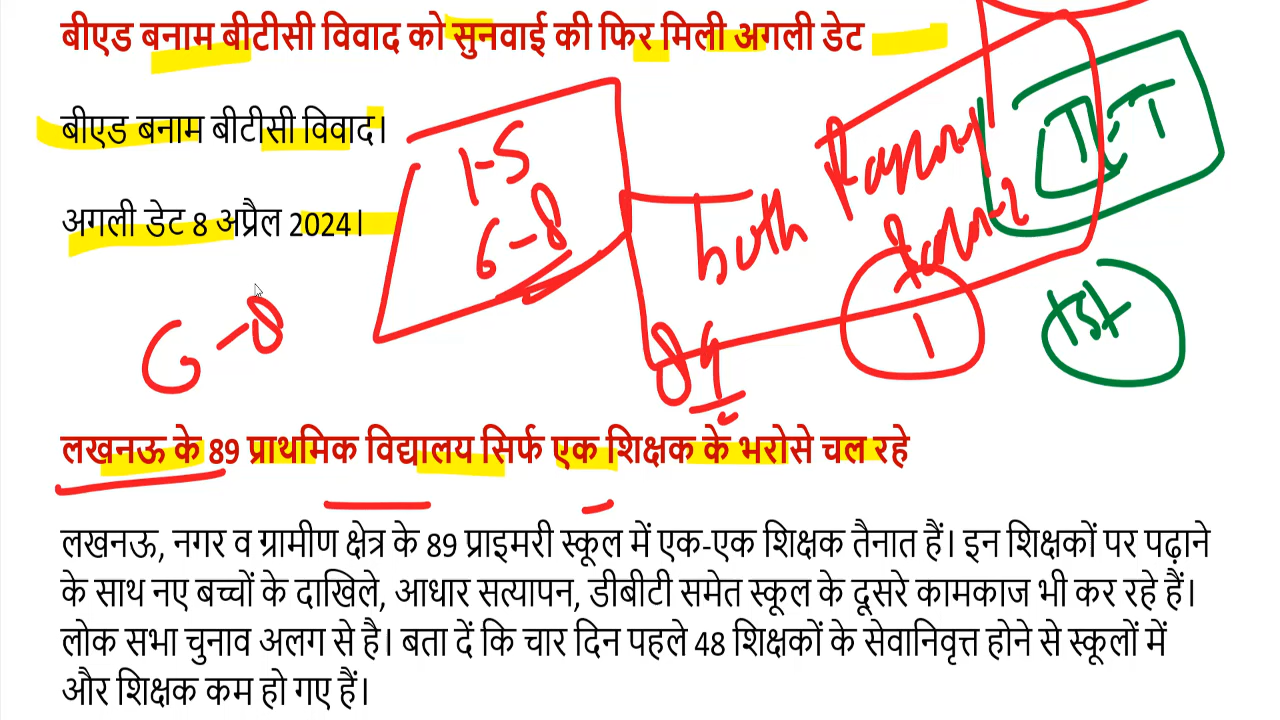 बीएड बनाम बीटीसी विवाद को सुनवाई की फिर मिली अगली डेट
बीएड बनाम बीटीसी विवाद।
अगली डेट 8 अप्रैल 2024।
1-5
6-8
both
TET
1
6-8
लखनऊ के 89 प्राथमिक विद्यालय सिर्फ एक शिक्षक के भरोसे चल रहे
लखनऊ, नगर व ग्रामीण क्षेत्र के 89 प्राइमरी स्कूल में एक-एक शिक्षक तैनात हैं। इन शिक्षकों पर पढ़ाने
के साथ नए बच्चों के दाखिले, आधार सत्यापन, डीबीटी समेत स्कूल के दूसरे कामकाज भी कर रहे हैं।
लोक सभा चुनाव अलग से है। बता दें कि चार दिन पहले 48 शिक्षकों के सेवानिवृत्त होने से स्कूलों में
और शिक्षक कम हो गए हैं।